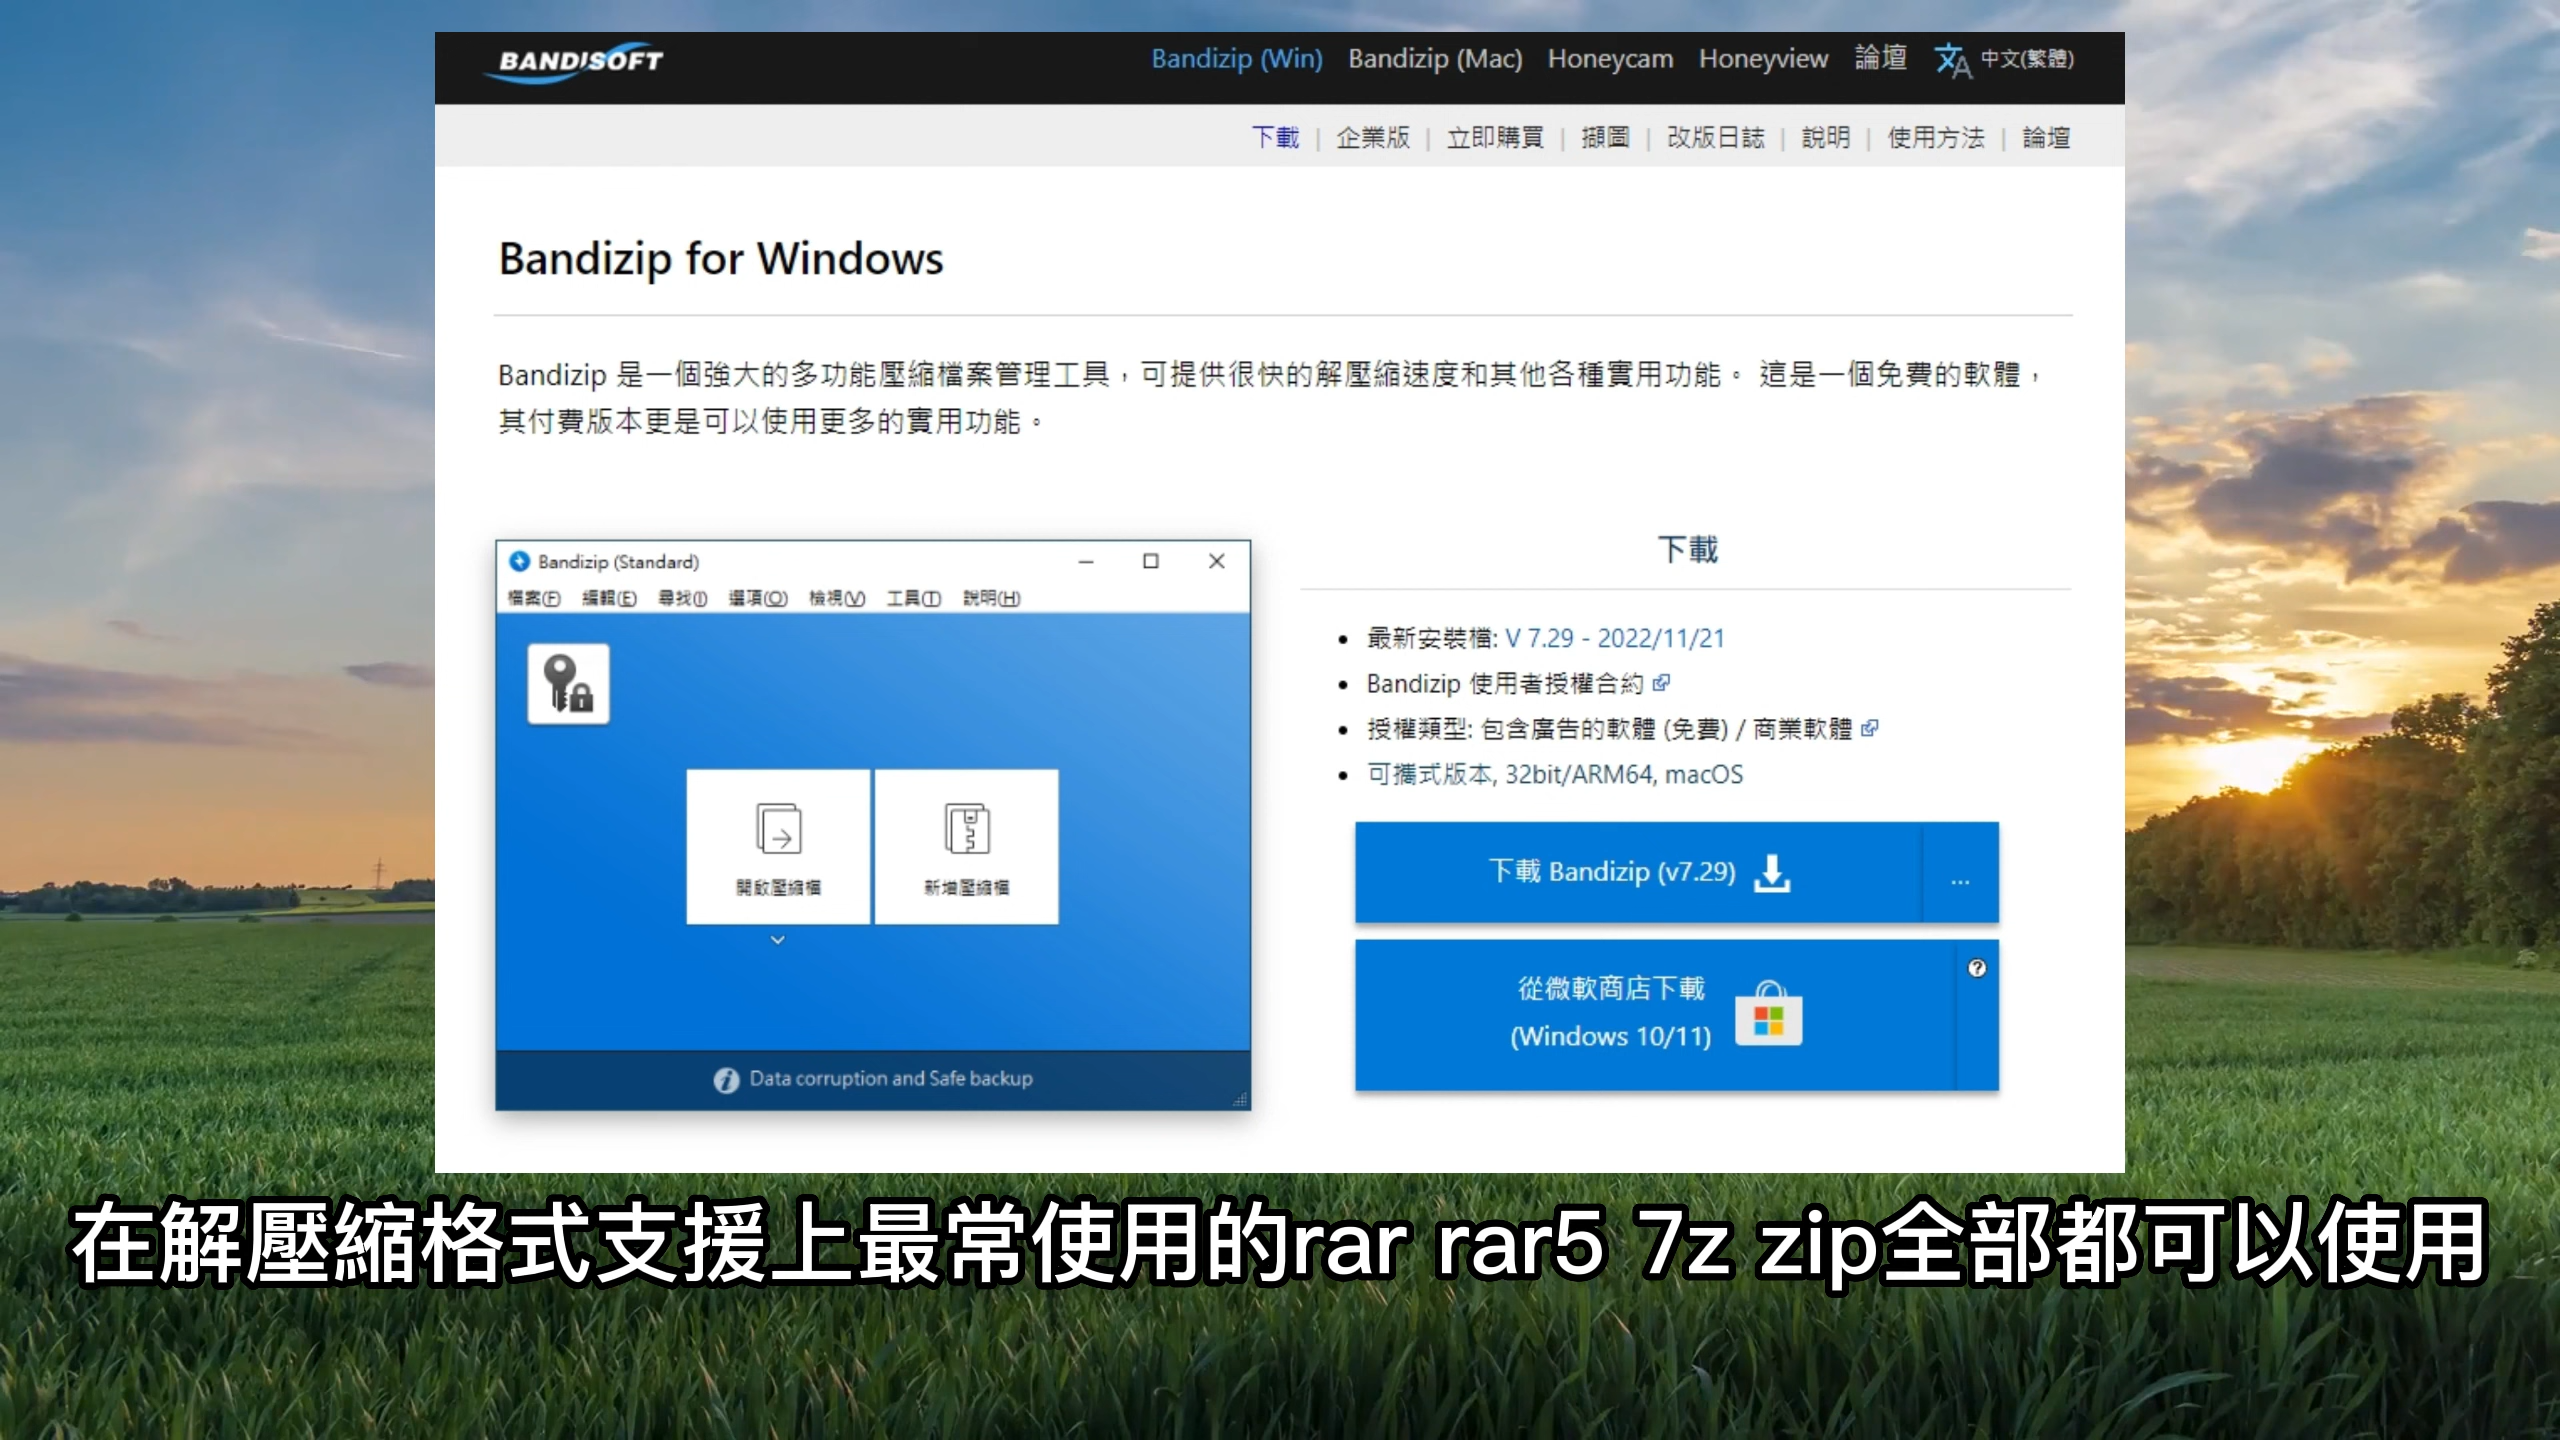 BANDISOFT
Bandizip (Win) Bandizip (Mac) Honeycam Honeyview 論壇 文A 中文(繁體)
下載 | 企業版 | 立即購買 | 擷圖 | 改版日誌 | 說明 | 使用方法 | 論壇
Bandizip for Windows
Bandizip 是一個強大的多功能壓縮檔案管理工具，可提供很快的解壓縮速度和其他各種實用功能。 這是一個免費的軟體，
其付費版本更是可以使用更多的實用功能。
Bandizip (Standard)
檔案(F) 編輯(E) 尋找(I) 選項(O) 檢視(V) 工具(T) 說明(H)
開啟壓縮檔 新增壓縮檔
Data corruption and Safe backup
下載
• 最新安裝檔: V 7.29 - 2022/11/21
• Bandizip 使用者授權合約
• 授權類型: 包含廣告的軟體 (免費) / 商業軟體
• 可攜式版本, 32bit/ARM64, macOS
下載 Bandizip (v7.29) ...
從微軟商店下載
(Windows 10/11)
?
在解壓縮格式支援上最常使用的rar rar5 7z zip全部都可以使用